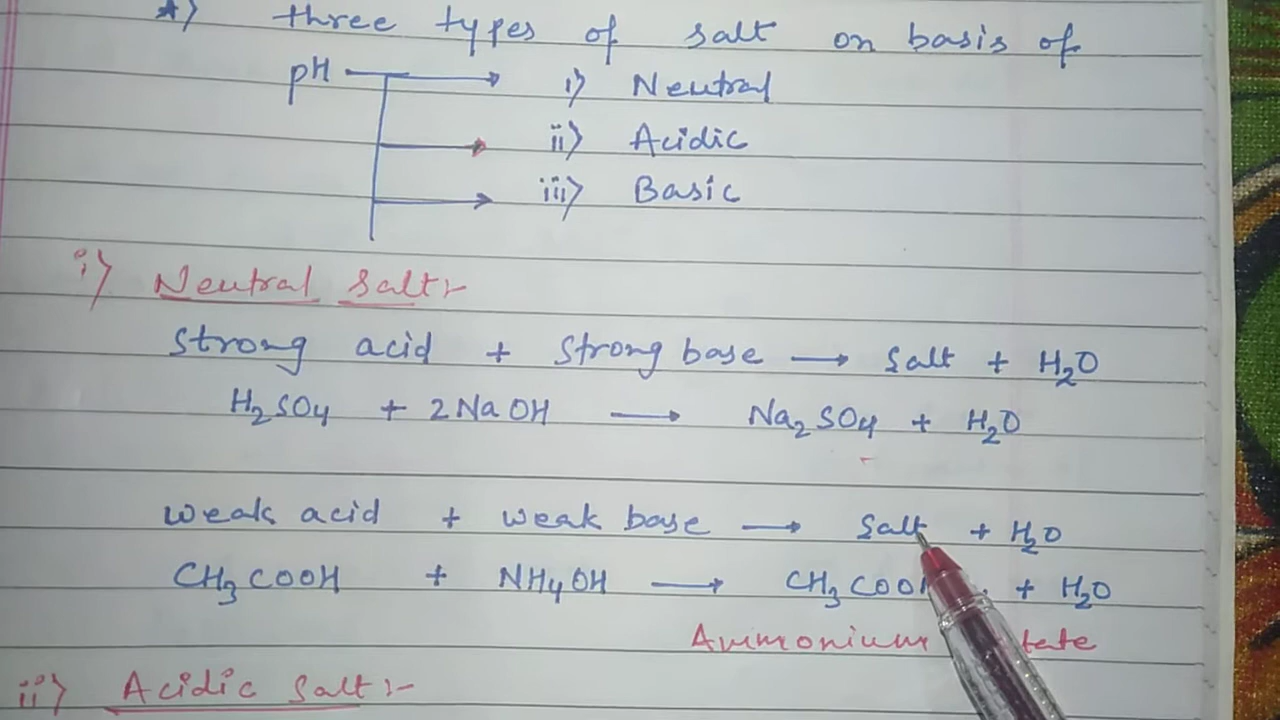 *) three types of salt on basis of
pH → i) Neutral
→ ii) Acidic
→ iii) Basic
i) Neutral salt:-
Strong acid + Strong base → Salt + H₂O
H₂SO₄ + 2NaOH → Na₂SO₄ + H₂O
weak acid + weak base → Salt + H₂O
CH₃COOH + NH₄OH → CH₃COO + H₂O
Ammonium tate
ii) Acidic Salt:-